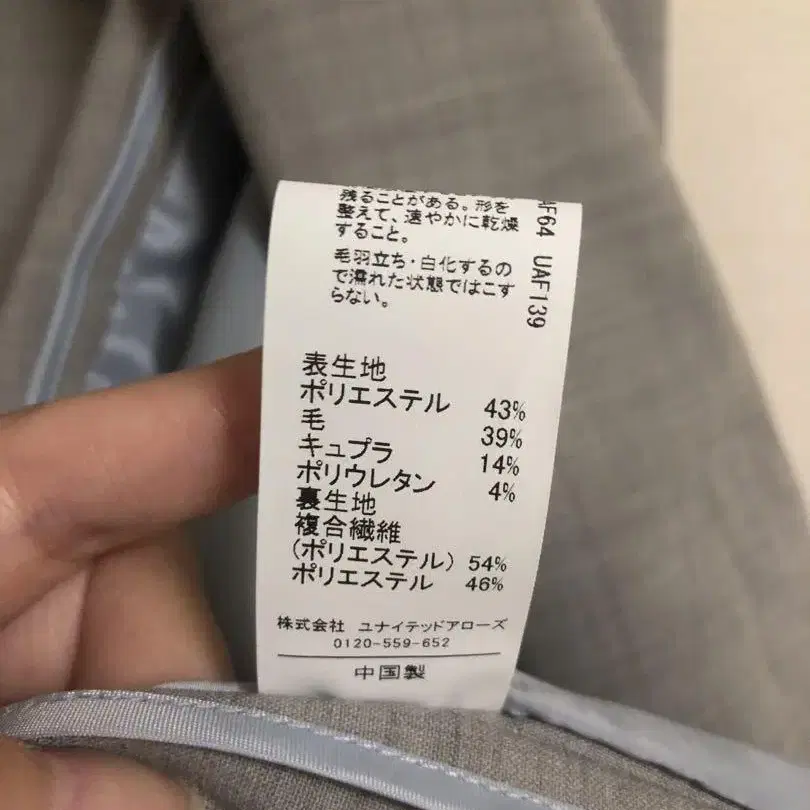 残ることがある。形を
整えて、速やかに乾燥
すること。
毛羽立ち・白化するの
で濡れた状態ではこす
らない。
AF64 UAF139
表生地
ポリエステル 43%
毛 39%
キュプラ 14%
ポリウレタン 4%
裏生地
複合繊維
(ポリエステル) 54%
ポリエステル 46%
株式会社 ユナイテッドアローズ
0120-559-652
中国製